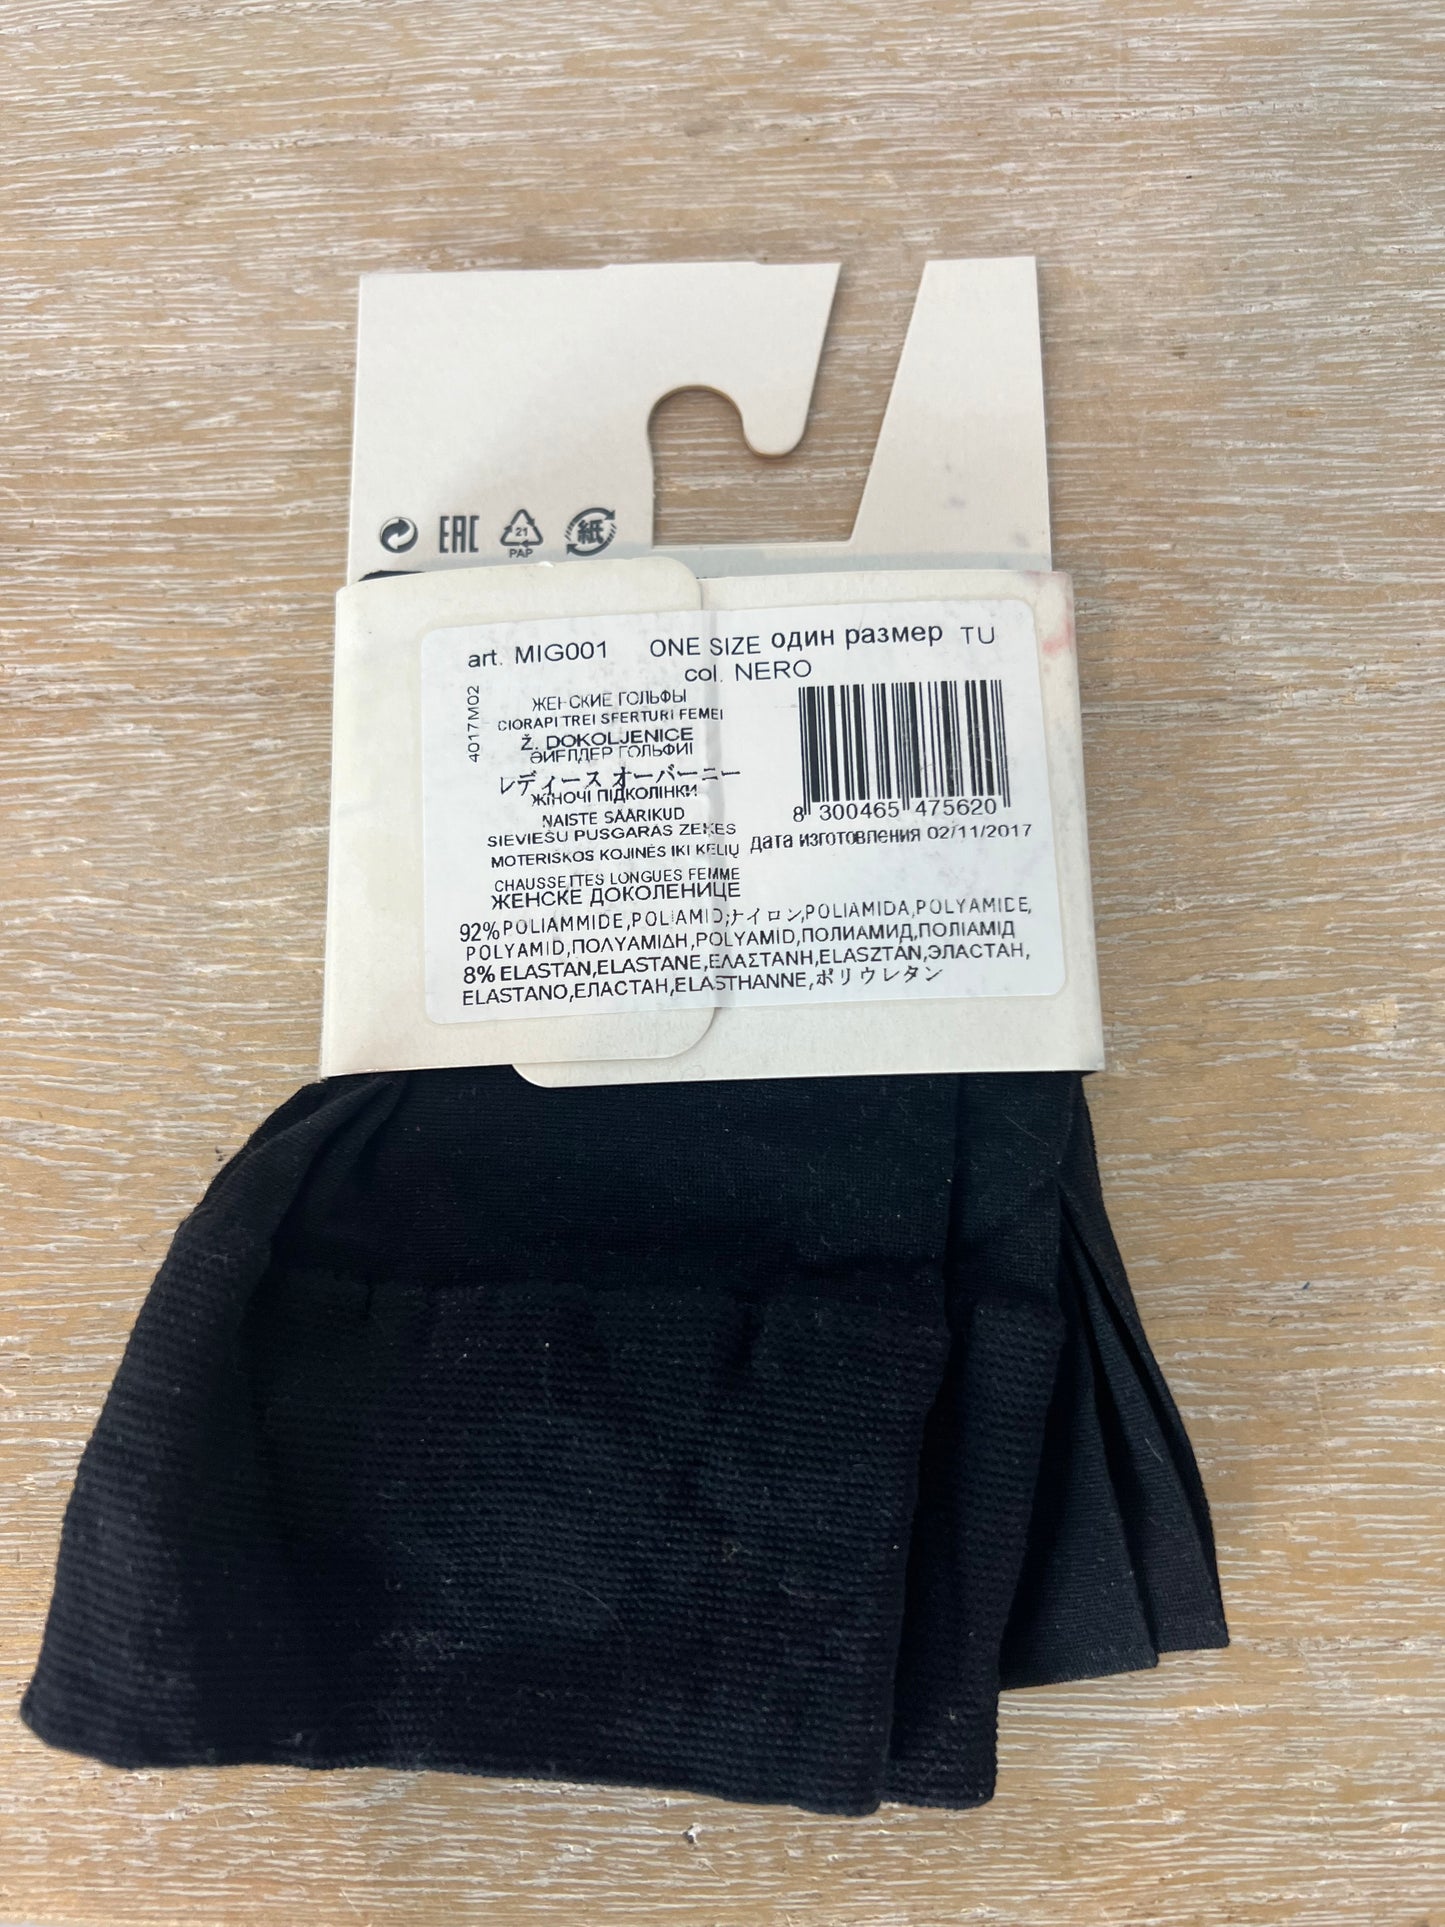 EAC
21
PAP
紙
art. MIG001 ONE SIZE один размер TU
col. NERO
4017M02
ЖЕНСКИЕ ГОЛЬФЫ
CIORAPI TREI SFERTURI FEMEI
Ž. DOKOLJENICE
ӘЙЕЛДЕР ГОЛЬФИІ
レディース オーバーニー
ЖІНОЧІ ПІДКОЛІНКИ
NAISTE SÄÄRIKUD
SIEVIEŠU PUSGARAS ZEĶES
MOTERIŠKOS KOJINĖS IKI KELIŲ
CHAUSSETTES LONGUES FEMME
ЖЕНСКЕ ДОКОЛЕНИЦЕ
8 300465 475620
дата изготовления 02/11/2017
92% POLIAMMIDE,POLIAMID,ナイロン,POLIAMIDA,POLYAMIDE,
POLYAMID,ΠΟΛΥΑΜΙΔΗ,POLYAMID,ПОЛИАМИД,ПОЛІАМІД
8% ELASTAN,ELASTANE,ΕΛΑΣΤΑΝΗ,ELASZTÁN,ЭЛАСТАН,
ELASTANO,ЕЛАСТАН,ELASTHANNE,ポリウレタン